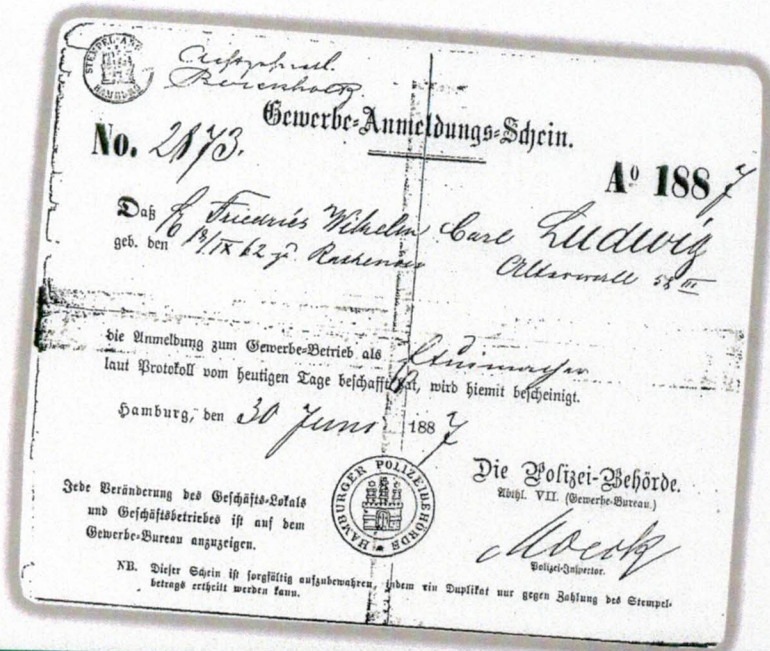 STEMPEL-AMT HAMBURG
Gewerbe-Anmeldungs-Schein.
No. 2873.
Aº 1887
Daß Friedrich Wilhelm Carl Ludwig
geb. den 18/IX 62 zu Rathenow Alterwall 58 III
die Anmeldung zum Gewerbe-Betrieb als Etuimacher
laut Protokoll vom heutigen Tage beschafft hat, wird hiemit bescheinigt.
Hamburg, den 30 Juni 1887
HAMBURGER POLIZEIBEHÖRDE
Die Polizei-Behörde.
Abthl. VII. (Gewerbe-Bureau.)
Polizei-Inspector.
Jede Veränderung des Geschäfts-Lokals
und Geschäftsbetriebes ist auf dem
Gewerbe-Bureau anzuzeigen.
NB. Dieser Schein ist sorgfältig aufzubewahren, indem ein Duplikat nur gegen Zahlung des Stempel-
betrags ertheilt werden kann.